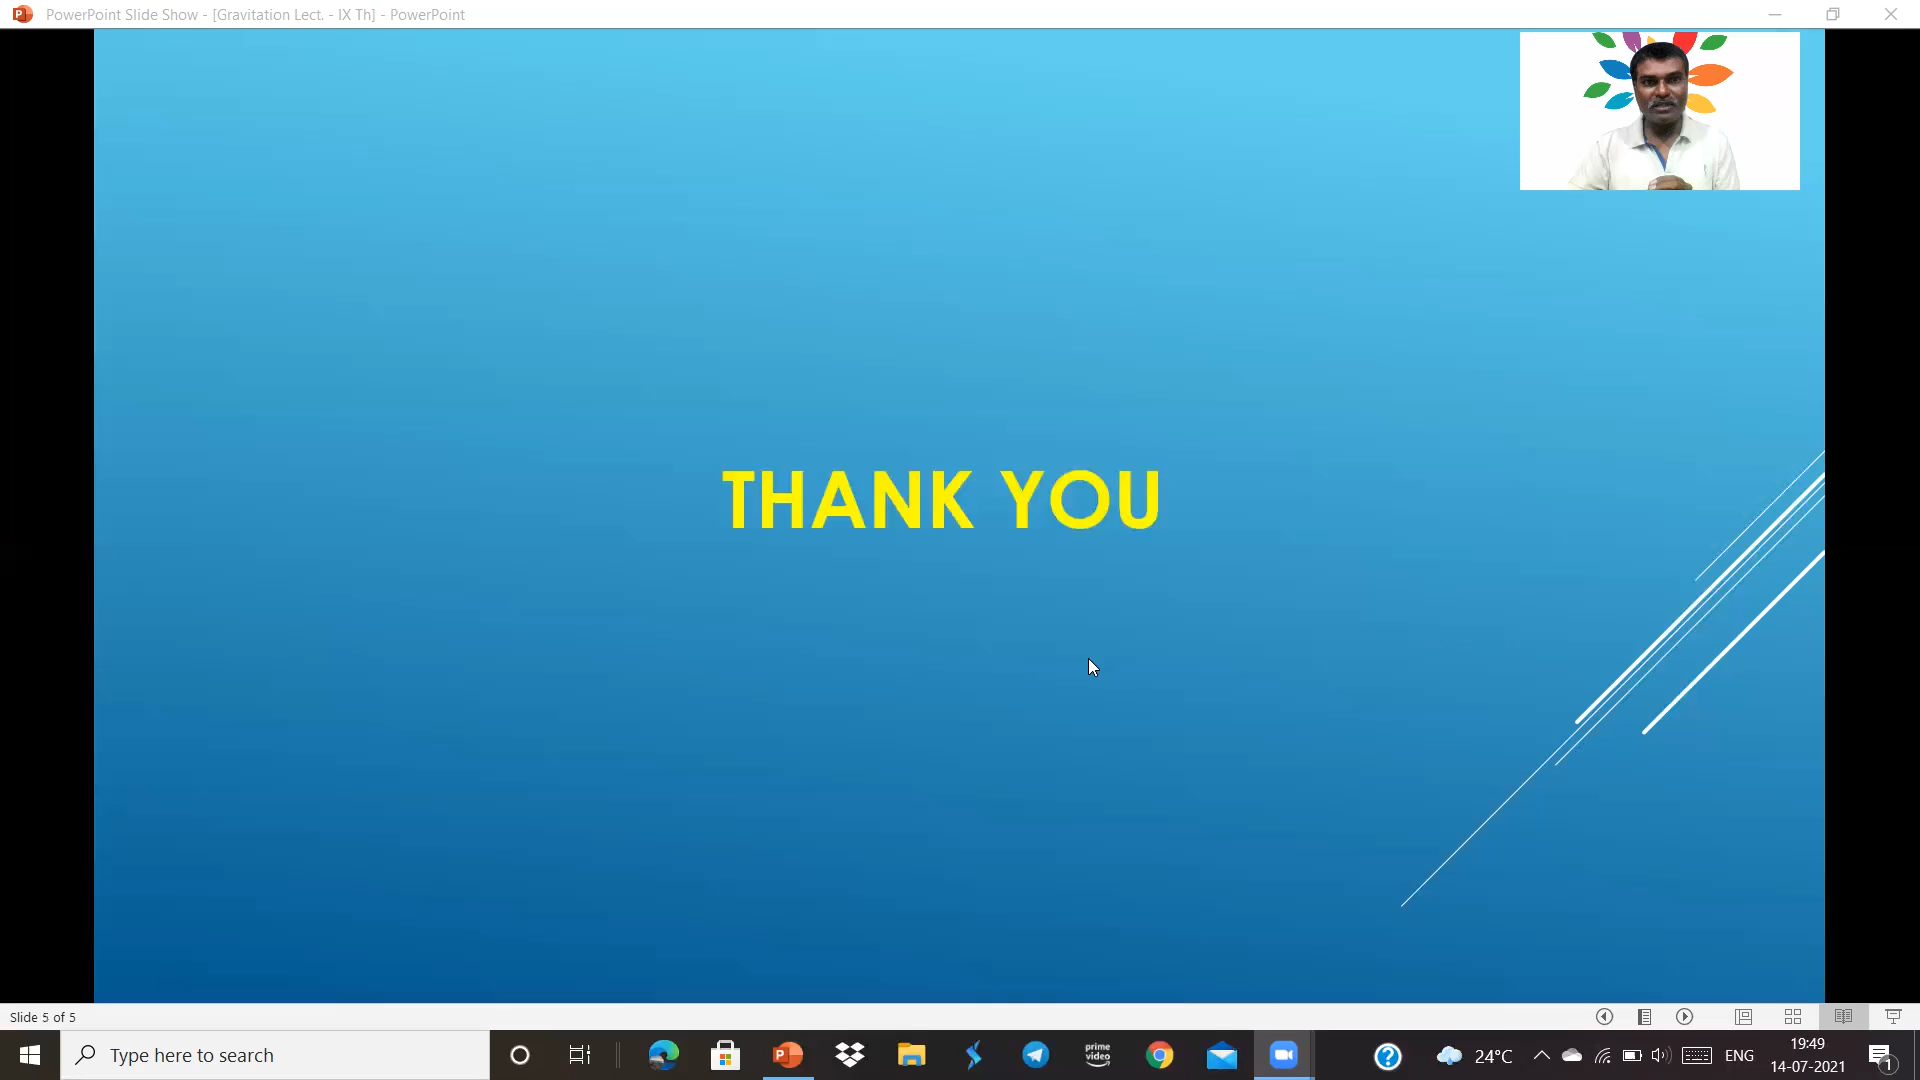 PowerPoint Slide Show - [Gravitation Lect. - IX Th] - PowerPoint
THANK YOU
Slide 5 of 5
Type here to search
prime video
24°C
ENG
19:49
14-07-2021
1